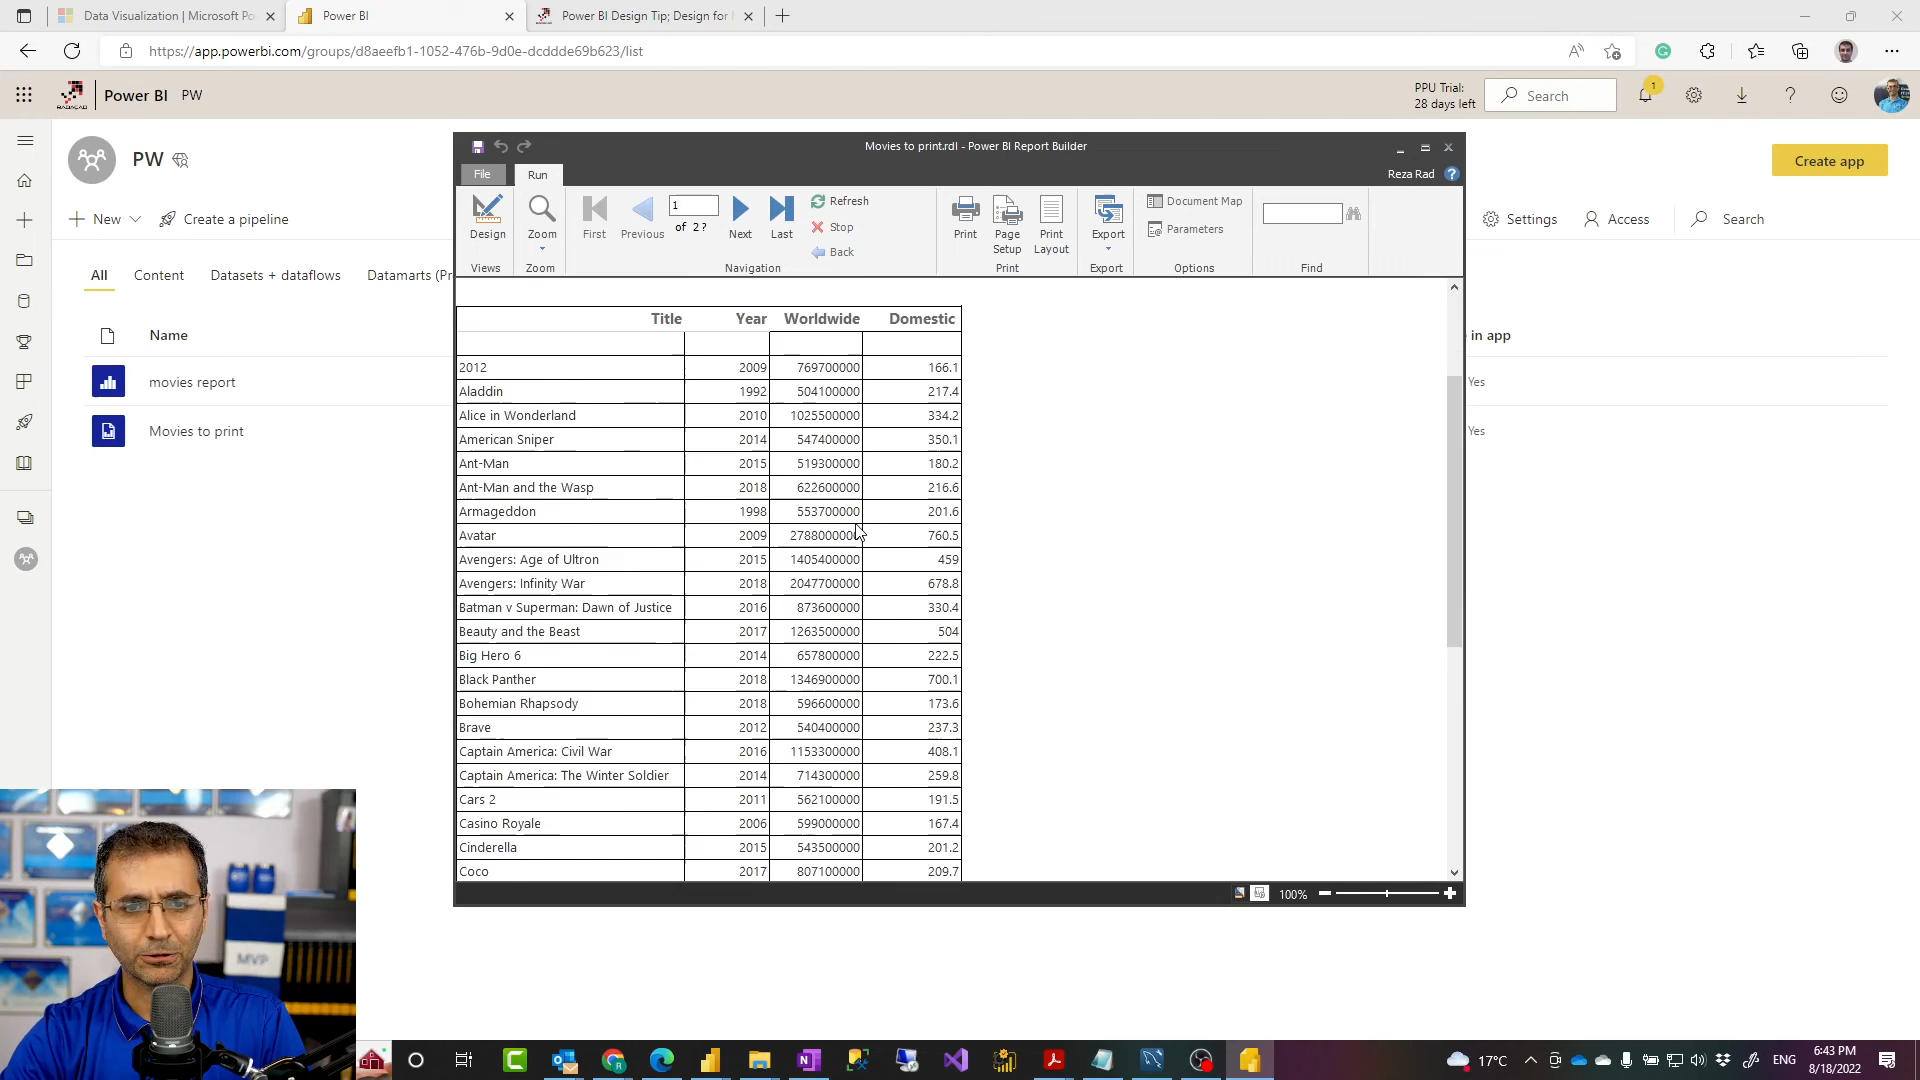 Data Visualization | Microsoft Po
Power BI
Power BI Design Tip; Design for
https://app.powerbi.com/groups/d8aeefb1-1052-476b-9d0e-dcddde69b623/list
RADACAD
Power BI PW
PPU Trial:
28 days left
Search
1
PW
Create app
New
Create a pipeline
Settings
Access
Search
All
Content
Datasets + dataflows
Datamarts (Pr
Name
in app
movies report
Yes
Movies to print
Yes
Movies to print.rdl - Power BI Report Builder
File
Run
Reza Rad
Design
Zoom
First
Previous
1
of 2?
Next
Last
Refresh
Stop
Back
Print
Page
Setup
Print
Layout
Export
Document Map
Parameters
Views
Zoom
Navigation
Print
Export
Options
Find
Title Year Worldwide Domestic
2012 2009 769700000 166.1
Aladdin 1992 504100000 217.4
Alice in Wonderland 2010 1025500000 334.2
American Sniper 2014 547400000 350.1
Ant-Man 2015 519300000 180.2
Ant-Man and the Wasp 2018 622600000 216.6
Armageddon 1998 553700000 201.6
Avatar 2009 2788000000 760.5
Avengers: Age of Ultron 2015 1405400000 459
Avengers: Infinity War 2018 2047700000 678.8
Batman v Superman: Dawn of Justice 2016 873600000 330.4
Beauty and the Beast 2017 1263500000 504
Big Hero 6 2014 657800000 222.5
Black Panther 2018 1346900000 700.1
Bohemian Rhapsody 2018 596600000 173.6
Brave 2012 540400000 237.3
Captain America: Civil War 2016 1153300000 408.1
Captain America: The Winter Soldier 2014 714300000 259.8
Cars 2 2011 562100000 191.5
Casino Royale 2006 599000000 167.4
Cinderella 2015 543500000 201.2
Coco 2017 807100000 209.7
100%
MVP
17°C
ENG
6:43 PM
8/18/2022